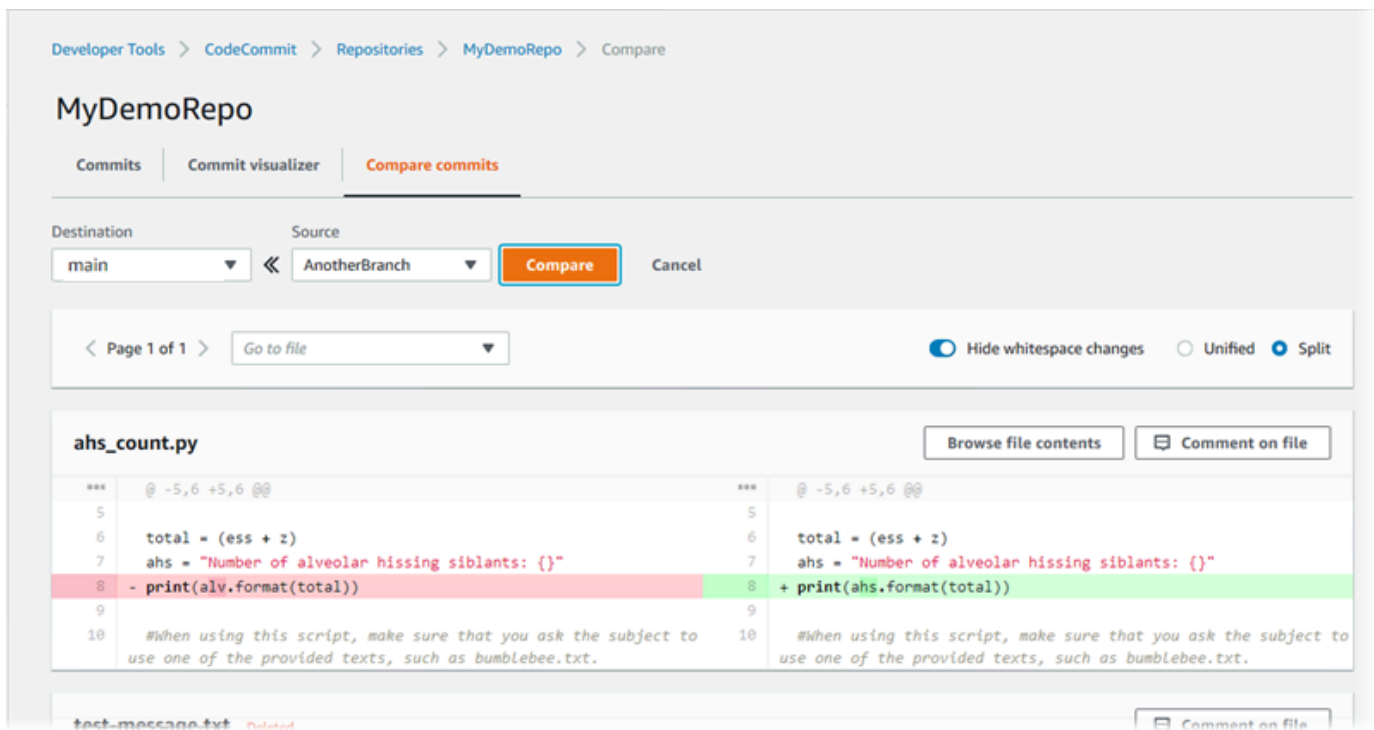 Developer Tools > CodeCommit > Repositories > MyDemoRepo > Compare
MyDemoRepo
Commits Commit visualizer Compare commits
Destination Source
main AnotherBranch Compare Cancel
< Page 1 of 1 > Go to file Hide whitespace changes Unified Split
ahs_count.py Browse file contents Comment on file
@ -5,6 +5,6 @@ @ -5,6 +5,6 @@
5 5
6 total = (ess + z) 6 total = (ess + z)
7 ahs = "Number of alveolar hissing siblants: {}" 7 ahs = "Number of alveolar hissing siblants: {}"
8 - print(alv.format(total)) 8 + print(ahs.format(total))
9 9
10 #When using this script, make sure that you ask the subject to 10 #When using this script, make sure that you ask the subject to
use one of the provided texts, such as bumblebee.txt. use one of the provided texts, such as bumblebee.txt.
test-message.txt Deleted Comment on file